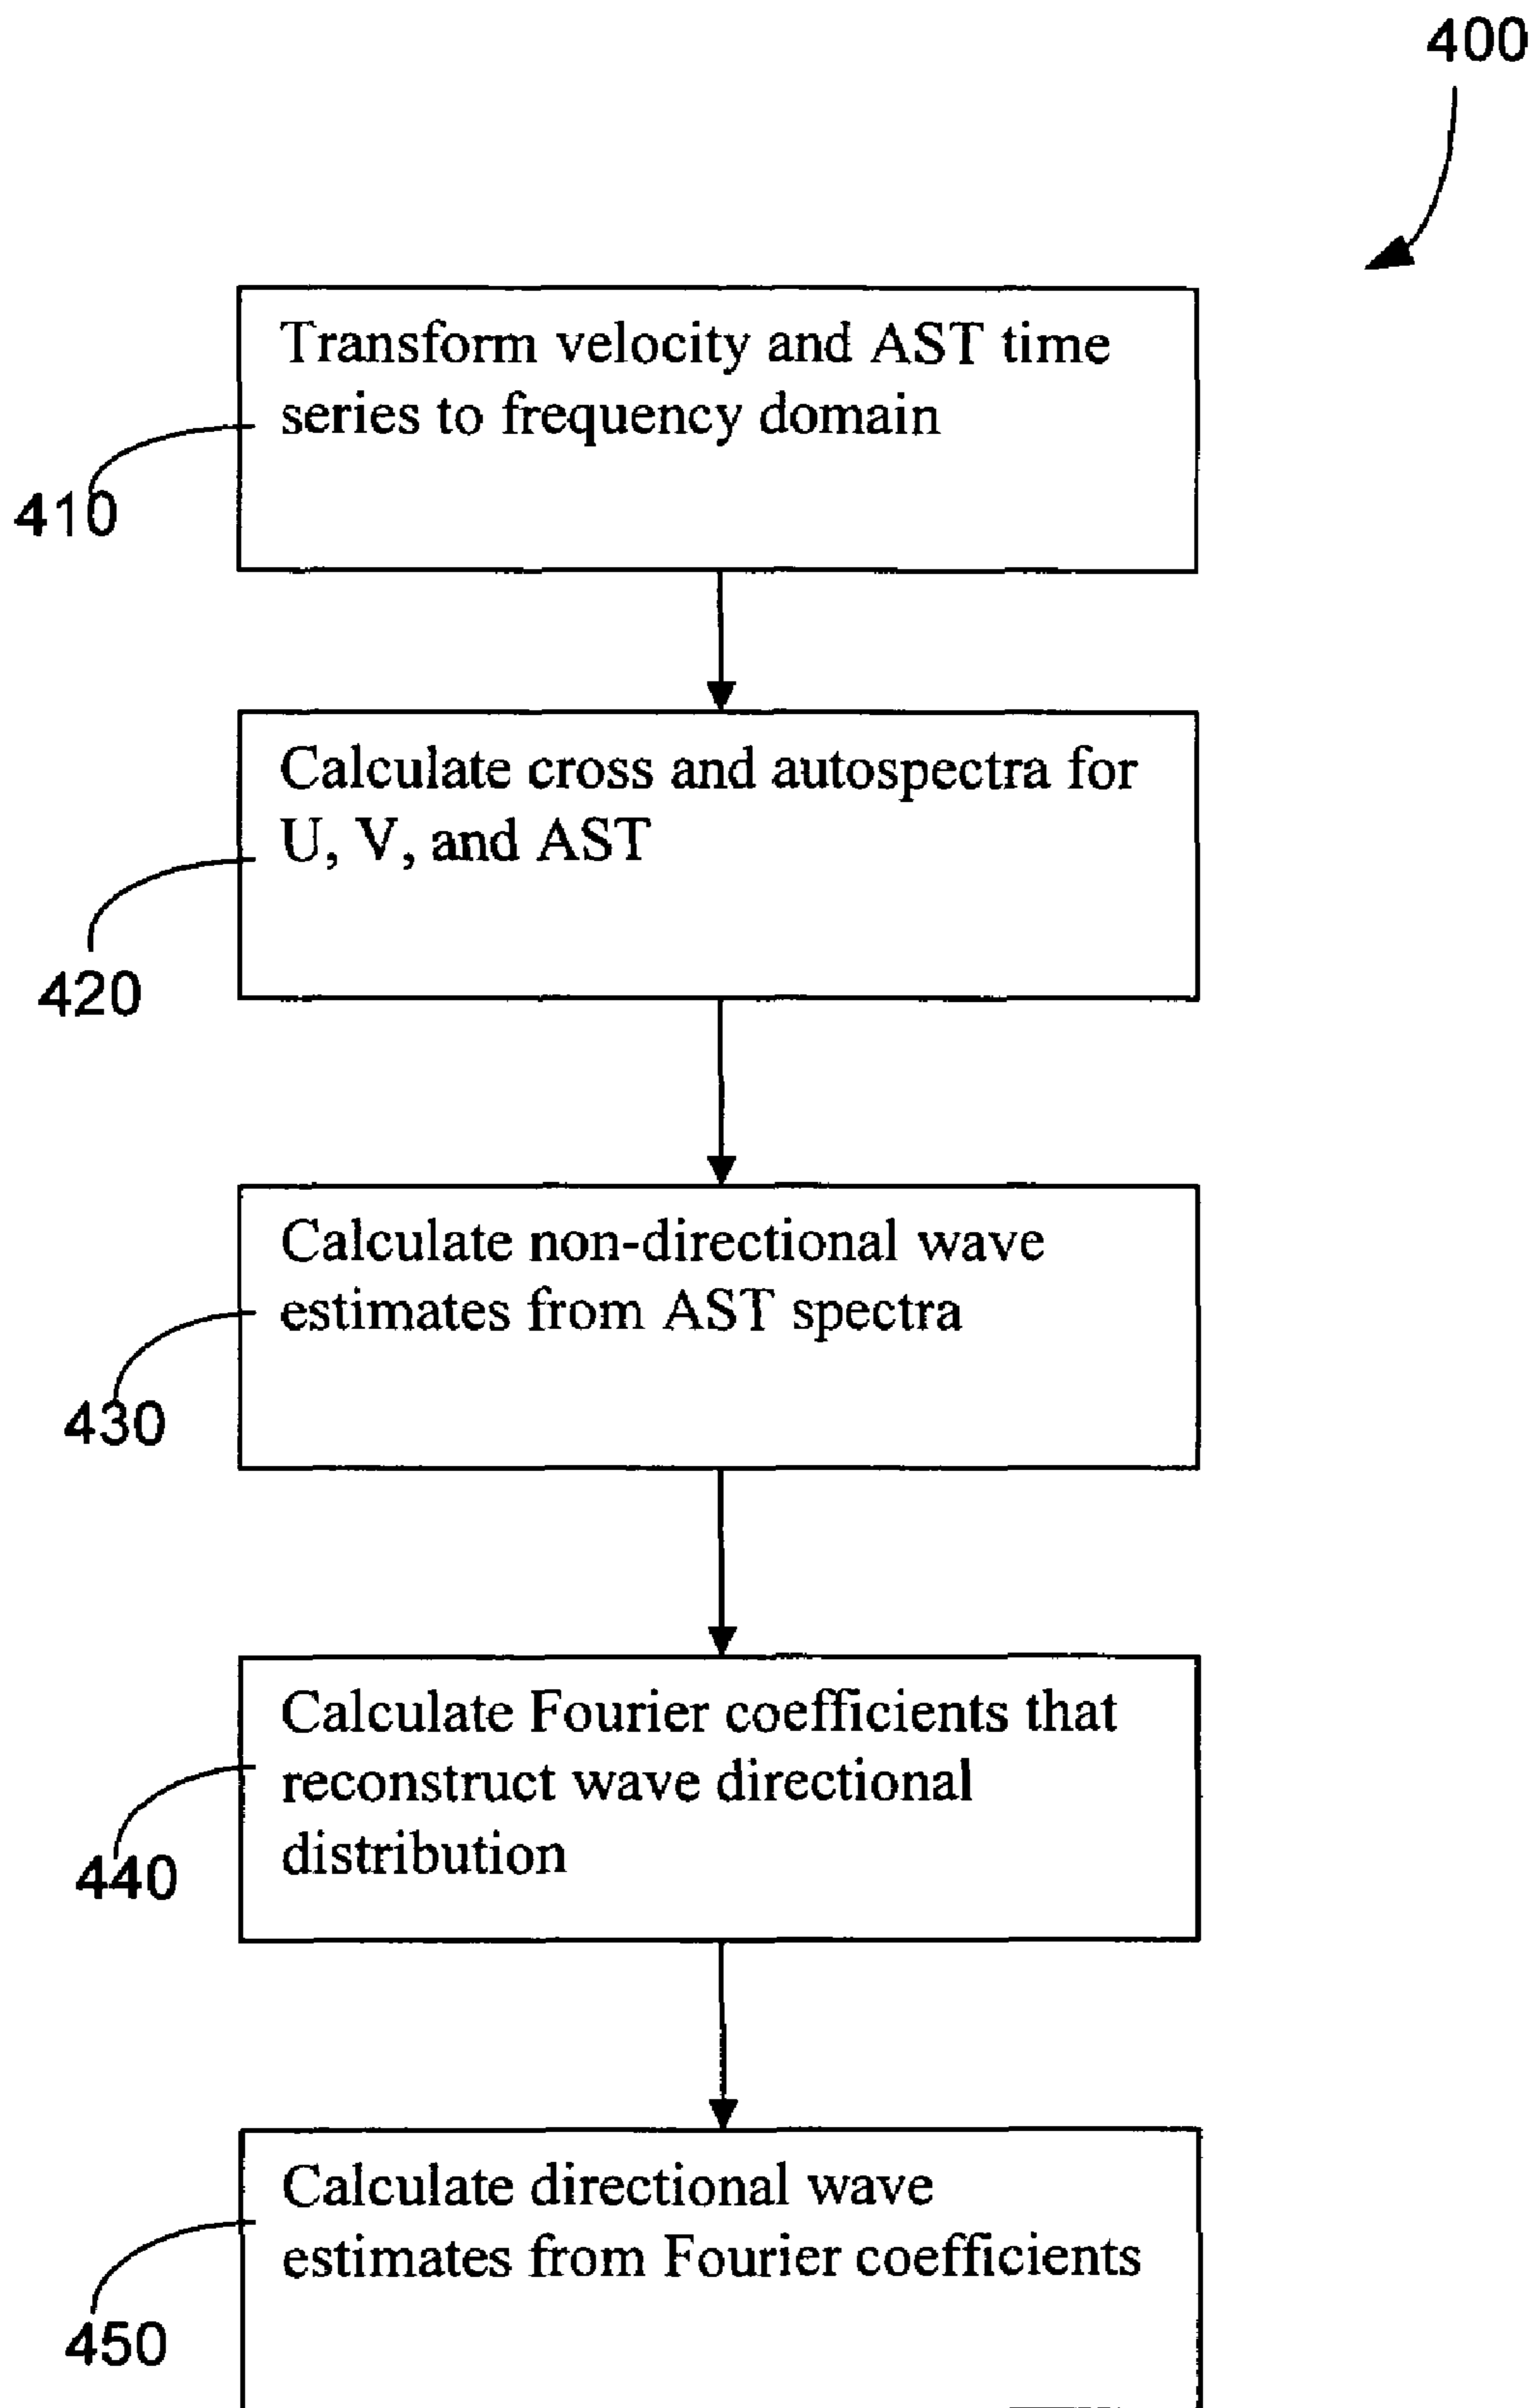 400
Transform velocity and AST time
series to frequency domain
410
Calculate cross and autospectra for
U, V, and AST
420
Calculate non-directional wave
estimates from AST spectra
430
Calculate Fourier coefficients that
reconstruct wave directional
distribution
440
Calculate directional wave
estimates from Fourier coefficients
450